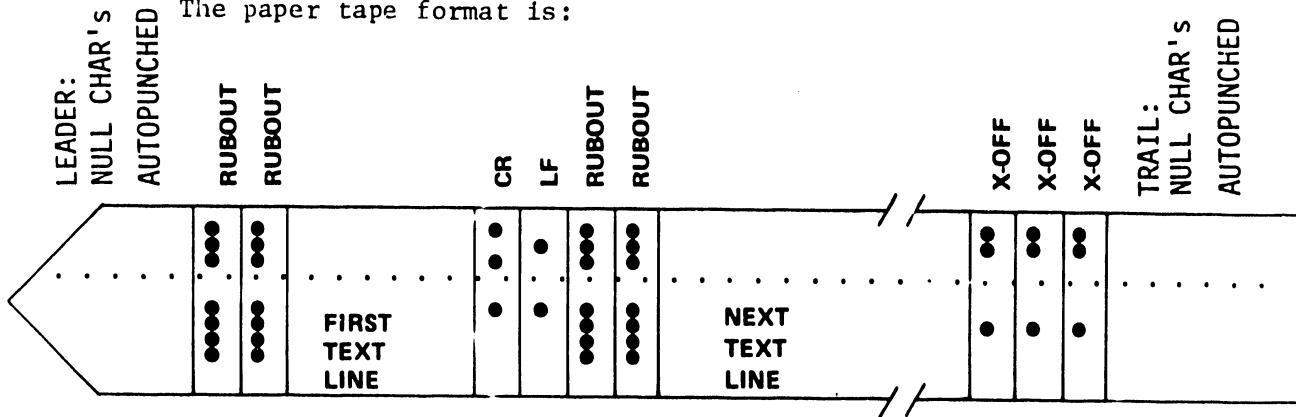 The paper tape format is:
LEADER:
NULL CHAR's
AUTOPUNCHED
RUBOUT
RUBOUT
CR
LF
RUBOUT
RUBOUT
X-OFF
X-OFF
X-OFF
TRAIL:
NULL CHAR's
AUTOPUNCHED
FIRST
TEXT
LINE
NEXT
TEXT
LINE